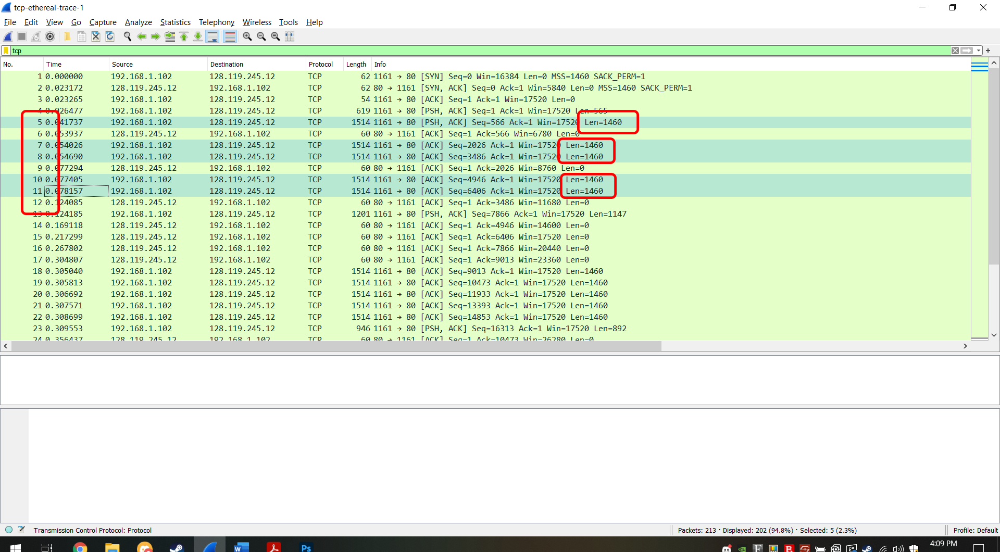 tcp-ethereal-trace-1
File Edit View Go Capture Analyze Statistics Telephony Wireless Tools Help
tcp
No. Time Source Destination Protocol Length Info
1 0.000000 192.168.1.102 128.119.245.12 TCP 62 1161 → 80 [SYN] Seq=0 Win=16384 Len=0 MSS=1460 SACK_PERM=1
2 0.023172 128.119.245.12 192.168.1.102 TCP 62 80 → 1161 [SYN, ACK] Seq=0 Ack=1 Win=5840 Len=0 MSS=1460 SACK_PERM=1
3 0.023265 192.168.1.102 128.119.245.12 TCP 54 1161 → 80 [ACK] Seq=1 Ack=1 Win=17520 Len=0
4 0.026477 192.168.1.102 128.119.245.12 TCP 619 1161 → 80 [PSH, ACK] Seq=1 Ack=1 Win=17520 Len=565
5 0.041737 192.168.1.102 128.119.245.12 TCP 1514 1161 → 80 [PSH, ACK] Seq=566 Ack=1 Win=17520 Len=1460
6 0.053937 128.119.245.12 192.168.1.102 TCP 60 80 → 1161 [ACK] Seq=1 Ack=566 Win=6780 Len=0
7 0.054026 192.168.1.102 128.119.245.12 TCP 1514 1161 → 80 [ACK] Seq=2026 Ack=1 Win=17520 Len=1460
8 0.054690 192.168.1.102 128.119.245.12 TCP 1514 1161 → 80 [ACK] Seq=3486 Ack=1 Win=17520 Len=1460
9 0.077294 128.119.245.12 192.168.1.102 TCP 60 80 → 1161 [ACK] Seq=1 Ack=2026 Win=8760 Len=0
10 0.077405 192.168.1.102 128.119.245.12 TCP 1514 1161 → 80 [ACK] Seq=4946 Ack=1 Win=17520 Len=1460
11 0.078157 192.168.1.102 128.119.245.12 TCP 1514 1161 → 80 [ACK] Seq=6406 Ack=1 Win=17520 Len=1460
12 0.124085 128.119.245.12 192.168.1.102 TCP 60 80 → 1161 [ACK] Seq=1 Ack=3486 Win=11680 Len=0
13 0.124185 192.168.1.102 128.119.245.12 TCP 1201 1161 → 80 [PSH, ACK] Seq=7866 Ack=1 Win=17520 Len=1147
14 0.169118 128.119.245.12 192.168.1.102 TCP 60 80 → 1161 [ACK] Seq=1 Ack=4946 Win=14600 Len=0
15 0.217299 128.119.245.12 192.168.1.102 TCP 60 80 → 1161 [ACK] Seq=1 Ack=6406 Win=17520 Len=0
16 0.267802 128.119.245.12 192.168.1.102 TCP 60 80 → 1161 [ACK] Seq=1 Ack=7866 Win=20440 Len=0
17 0.304807 128.119.245.12 192.168.1.102 TCP 60 80 → 1161 [ACK] Seq=1 Ack=9013 Win=23360 Len=0
18 0.305040 192.168.1.102 128.119.245.12 TCP 1514 1161 → 80 [ACK] Seq=9013 Ack=1 Win=17520 Len=1460
19 0.305813 192.168.1.102 128.119.245.12 TCP 1514 1161 → 80 [ACK] Seq=10473 Ack=1 Win=17520 Len=1460
20 0.306692 192.168.1.102 128.119.245.12 TCP 1514 1161 → 80 [ACK] Seq=11933 Ack=1 Win=17520 Len=1460
21 0.307571 192.168.1.102 128.119.245.12 TCP 1514 1161 → 80 [ACK] Seq=13393 Ack=1 Win=17520 Len=1460
22 0.308699 192.168.1.102 128.119.245.12 TCP 1514 1161 → 80 [ACK] Seq=14853 Ack=1 Win=17520 Len=1460
23 0.309553 192.168.1.102 128.119.245.12 TCP 946 1161 → 80 [PSH, ACK] Seq=16313 Ack=1 Win=17520 Len=892
24 0.356437 128.119.245.12 192.168.1.102 TCP 60 80 → 1161 [ACK] Seq=1 Ack=10473 Win=26280 Len=0
Transmission Control Protocol: Protocol Packets: 213 · Displayed: 202 (94.8%) · Selected: 5 (2.3%) Profile: Default
4:09 PM